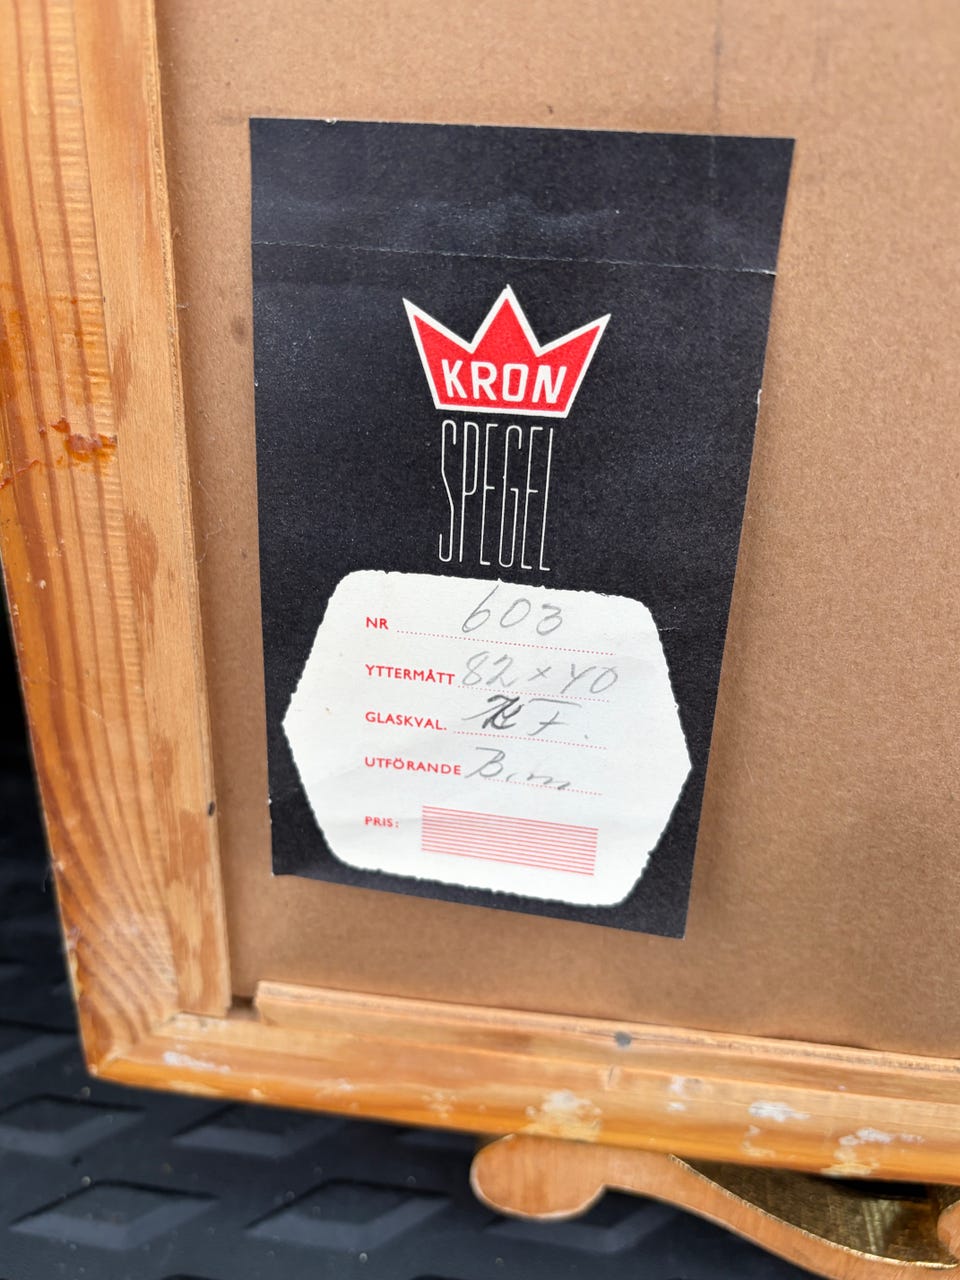 KRON
SPEGEL
NR 603
YTTERMÅTT 82 x 40
GLASKVAL. F.
UTFÖRANDE B.m
PRIS: